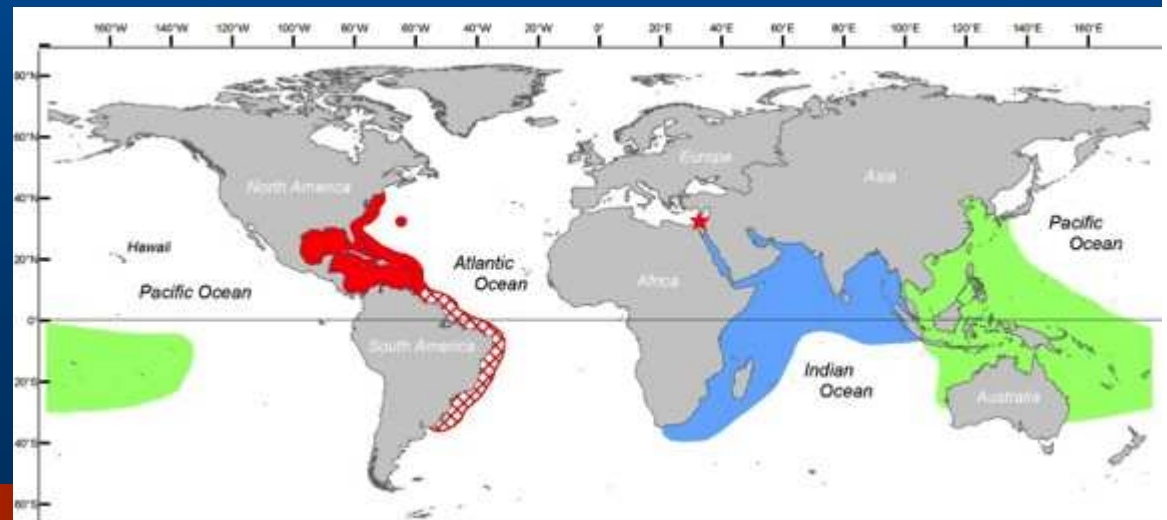 160°W 140°W 120°W 100°W 80°W 60°W 40°W 20°W 0° 20°E 40°E 60°E 80°E 100°E 120°E 140°E 160°E
80°N
60°N
Europe
North America
Asia
40°N
Pacific
Ocean
Hawaii
20°N
Atlantic
Ocean
Africa
Pacific Ocean
0°
South America
Indian
Ocean
20°S
Australia
40°S
60°S